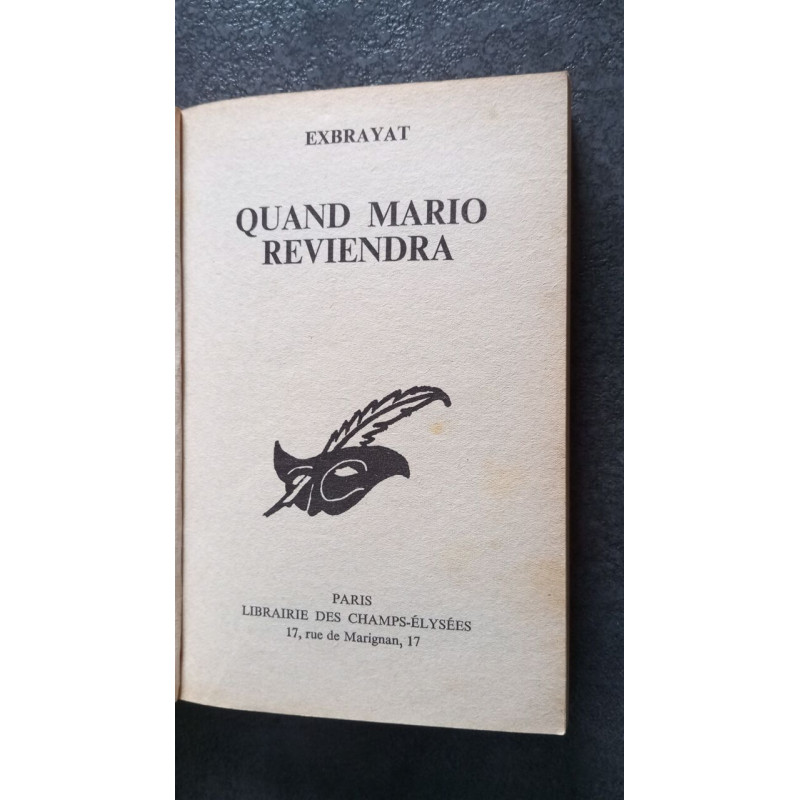 EXBRAYAT
QUAND MARIO
REVIENDRA
PARIS
LIBRAIRIE DES CHAMPS-ÉLYSÉES
17, rue de Marignan, 17